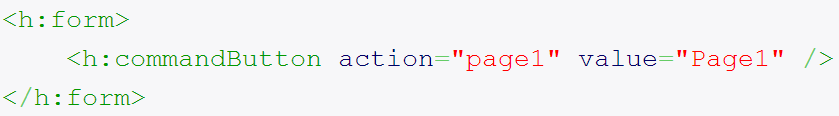 <h:form>
    <h:commandButton action="page1" value="Page1" />
</h:form>